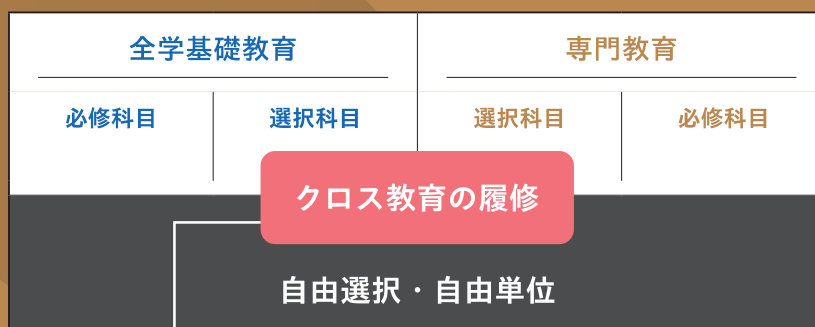 全学基礎教育
専門教育
必修科目
選択科目
選択科目
必修科目
クロス教育の履修
自由選択・自由単位